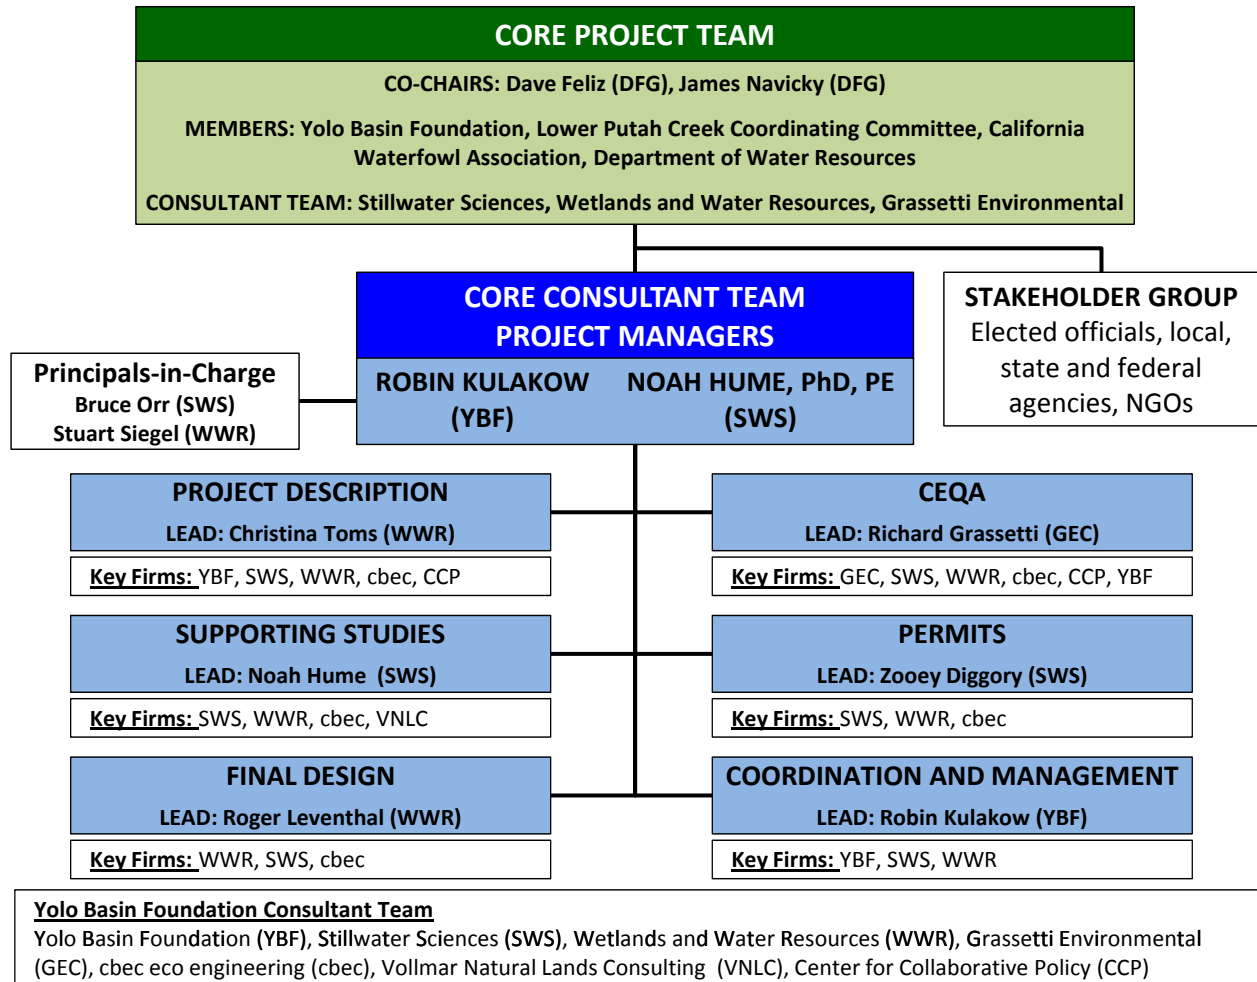 CORE PROJECT TEAM
CO-CHAIRS: Dave Feliz (DFG), James Navicky (DFG)
MEMBERS: Yolo Basin Foundation, Lower Putah Creek Coordinating Committee, California
Waterfowl Association, Department of Water Resources
CONSULTANT TEAM: Stillwater Sciences, Wetlands and Water Resources, Grassetti Environmental
CORE CONSULTANT TEAM
PROJECT MANAGERS
ROBIN KULAKOW
(YBF)
NOAH HUME, PhD, PE
(SWS)
STAKEHOLDER GROUP
Elected officials, local,
state and federal
agencies, NGOs
Principals-in-Charge
Bruce Orr (SWS)
Stuart Siegel (WWR)
PROJECT DESCRIPTION
LEAD: Christina Toms (WWR)
Key Firms: YBF, SWS, WWR, cbec, CCP
CEQA
LEAD: Richard Grassetti (GEC)
Key Firms: GEC, SWS, WWR, cbec, CCP, YBF
SUPPORTING STUDIES
LEAD: Noah Hume (SWS)
Key Firms: SWS, WWR, cbec, VNLC
PERMITS
LEAD: Zooey Diggory (SWS)
Key Firms: SWS, WWR, cbec
FINAL DESIGN
LEAD: Roger Leventhal (WWR)
Key Firms: WWR, SWS, cbec
COORDINATION AND MANAGEMENT
LEAD: Robin Kulakow (YBF)
Key Firms: YBF, SWS, WWR
Yolo Basin Foundation Consultant Team
Yolo Basin Foundation (YBF), Stillwater Sciences (SWS), Wetlands and Water Resources (WWR), Grassetti Environmental
(GEC), cbec eco engineering (cbec), Vollmar Natural Lands Consulting (VNLC), Center for Collaborative Policy (CCP)